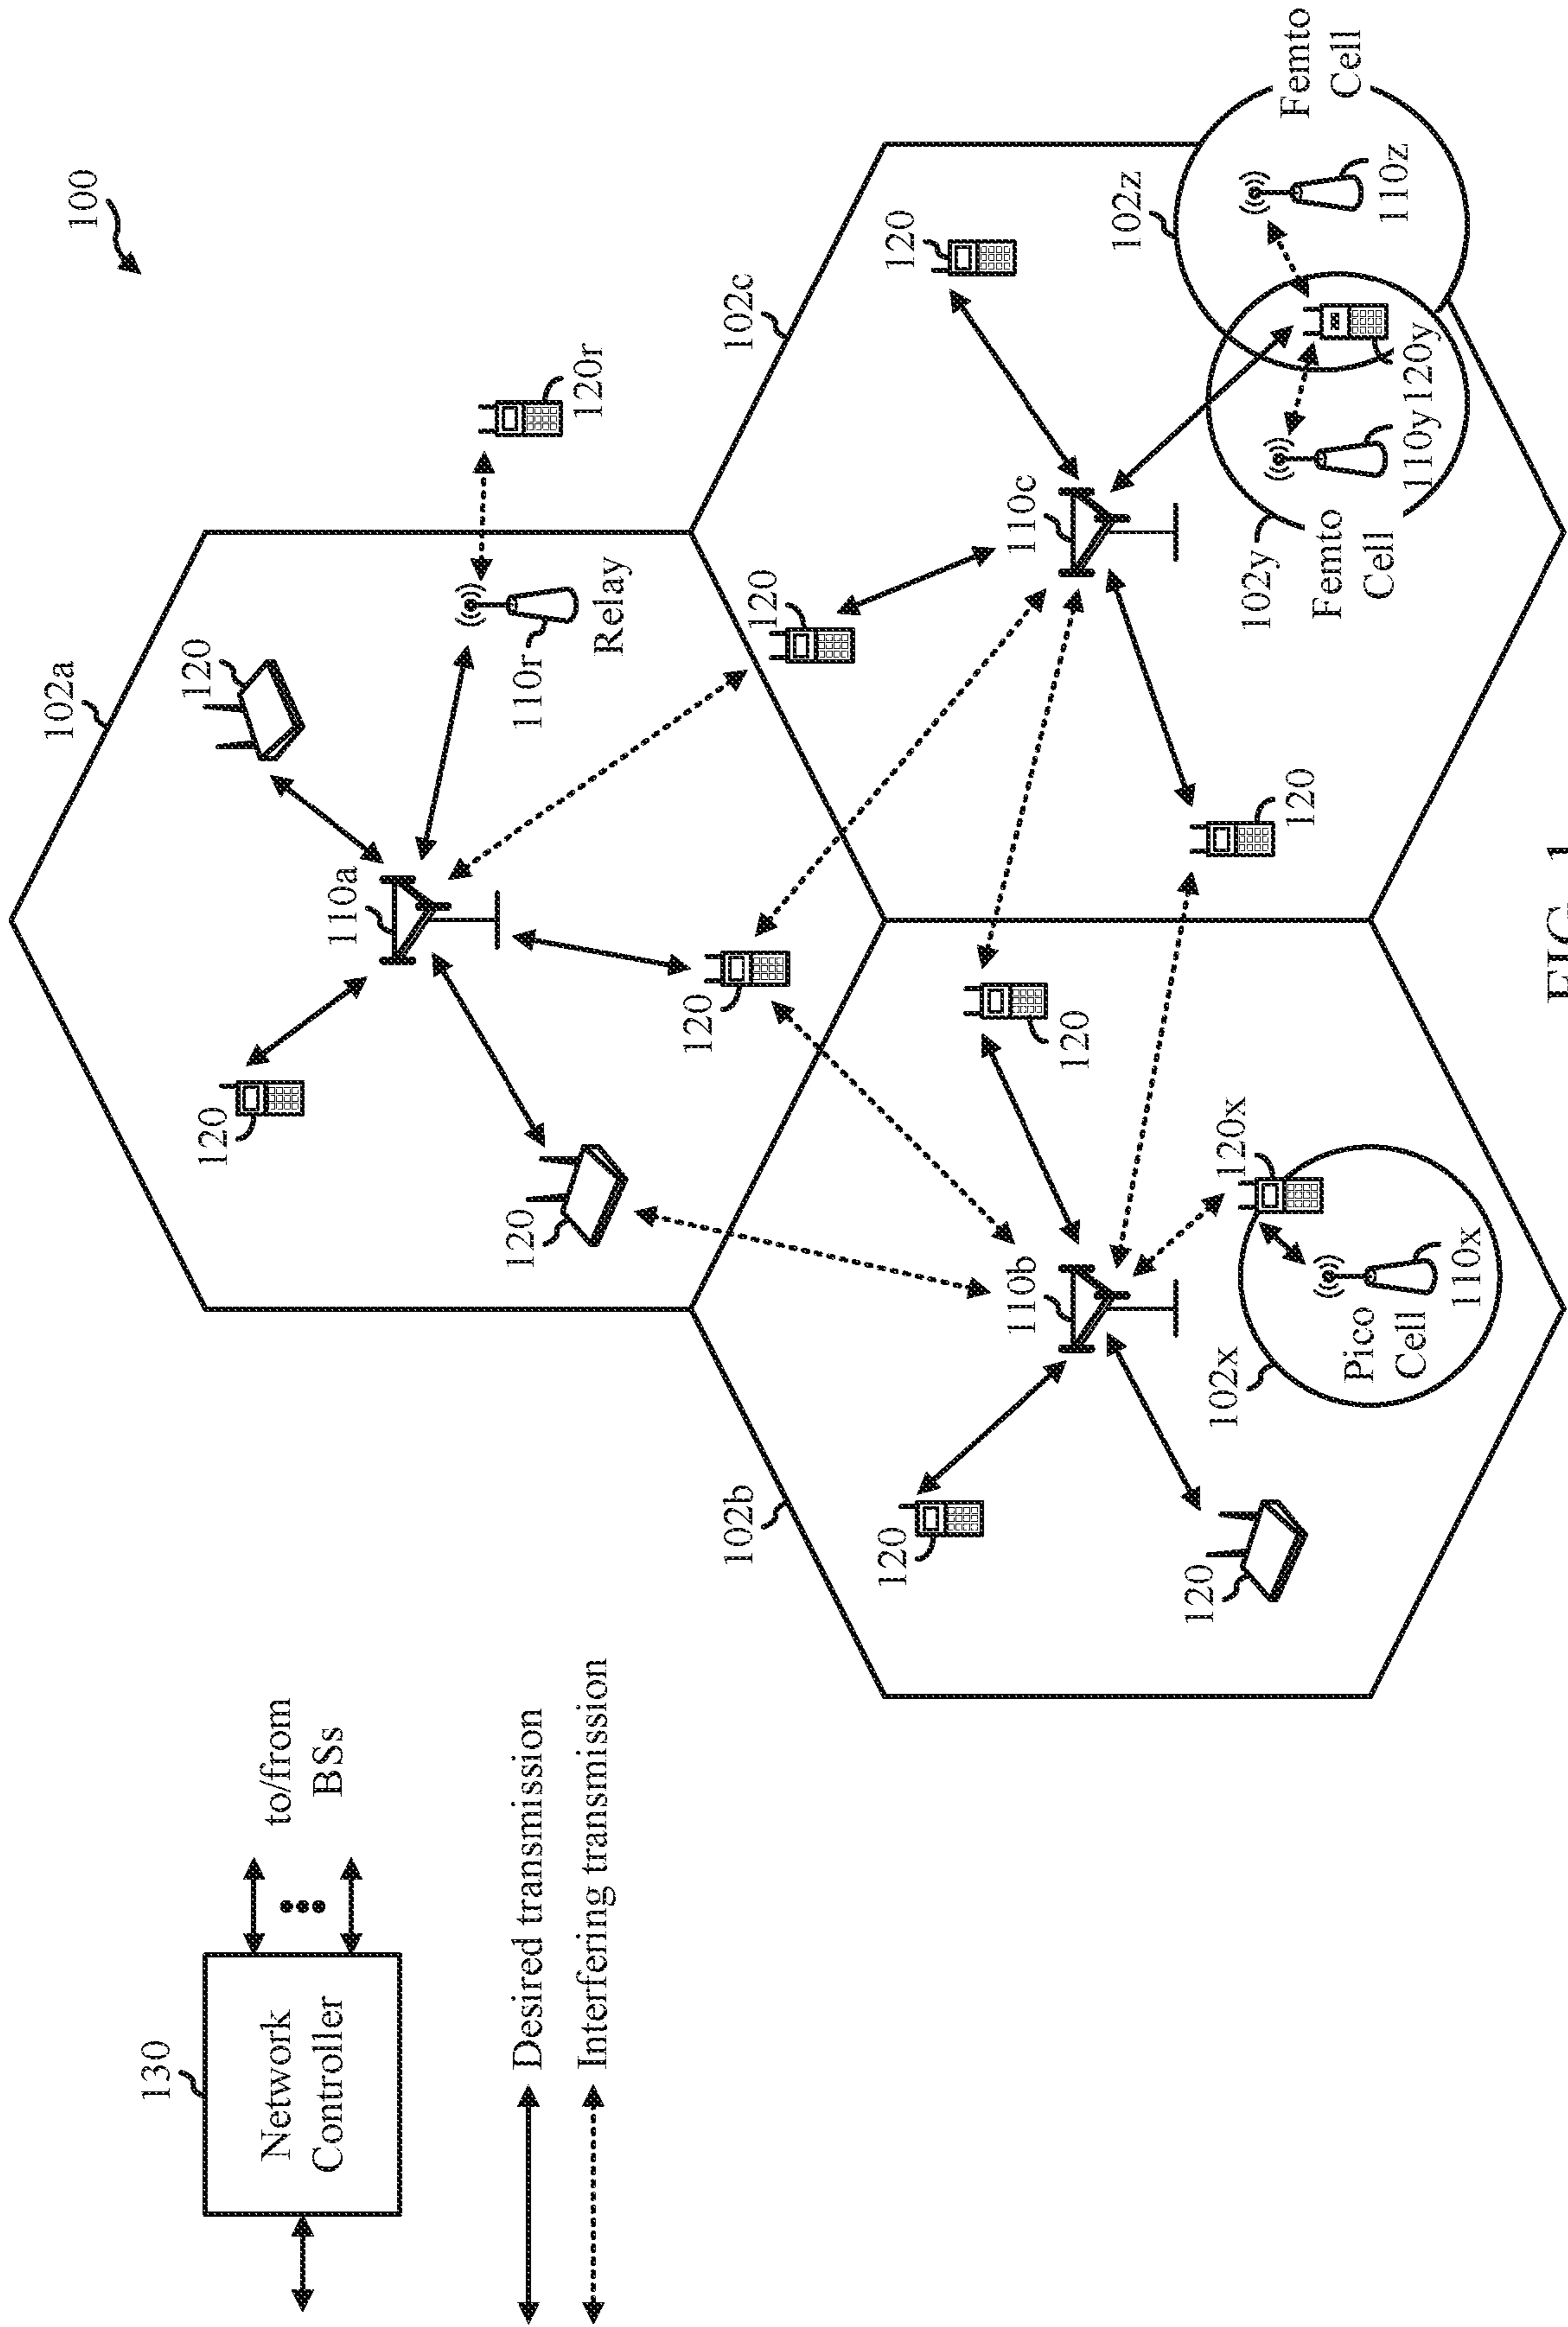 100
130
Network
Controller
to/from
BSs
Desired transmission
Interfering transmission
102a
120
110a
120
120
110r
Relay
120r
120
120
102b
120
110b
120
120
102x
Pico
Cell
110x
120x
102c
120
110c
120
120
102y
Femto
Cell
110y
120y
102z
110z
Femto
Cell
FIG. 1